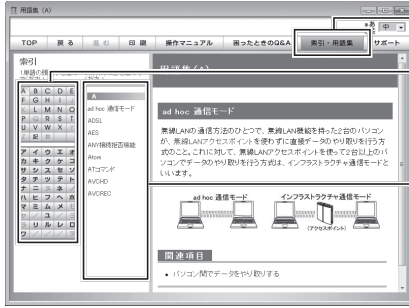 用語集 (A)
あ 中
TOP 戻る 進む 印刷 操作マニュアル 困ったときのQ&A 索引・用語集 サポート
索引
用語集(A)
A B C D E
F G H I J
K L M N O
P Q R S T
U V W X Y
Z 記
ア イ ウ エ オ
カ キ ク ケ コ
サ シ ス セ ソ
タ チ ツ テ ト
ナ ニ ヌ ネ ノ
ハ ヒ フ ヘ ホ
マ ミ ム メ モ
ヤ ユ ヨ
ラ リ ル レ ロ
ワ
A
ad hoc 通信モード
ADSL
AES
ANY接続拒否機能
Atom
ATコマンド
AVCHD
AVCREC
ad hoc 通信モード
無線LANの通信方法のひとつで、無線LAN機能を持った2台のパソコン
が、無線LANアクセスポイントを使わずに直接データのやり取りを行う方
式のこと。これに対して、無線LANアクセスポイントを使って2台以上のパ
ソコンでデータのやり取りを行う方式は、インフラストラクチャ通信モードと
いいます。
ad hoc 通信モード インフラストラクチャ通信モード
(アクセスポイント)
関連項目
• パソコン間でデータをやり取りする